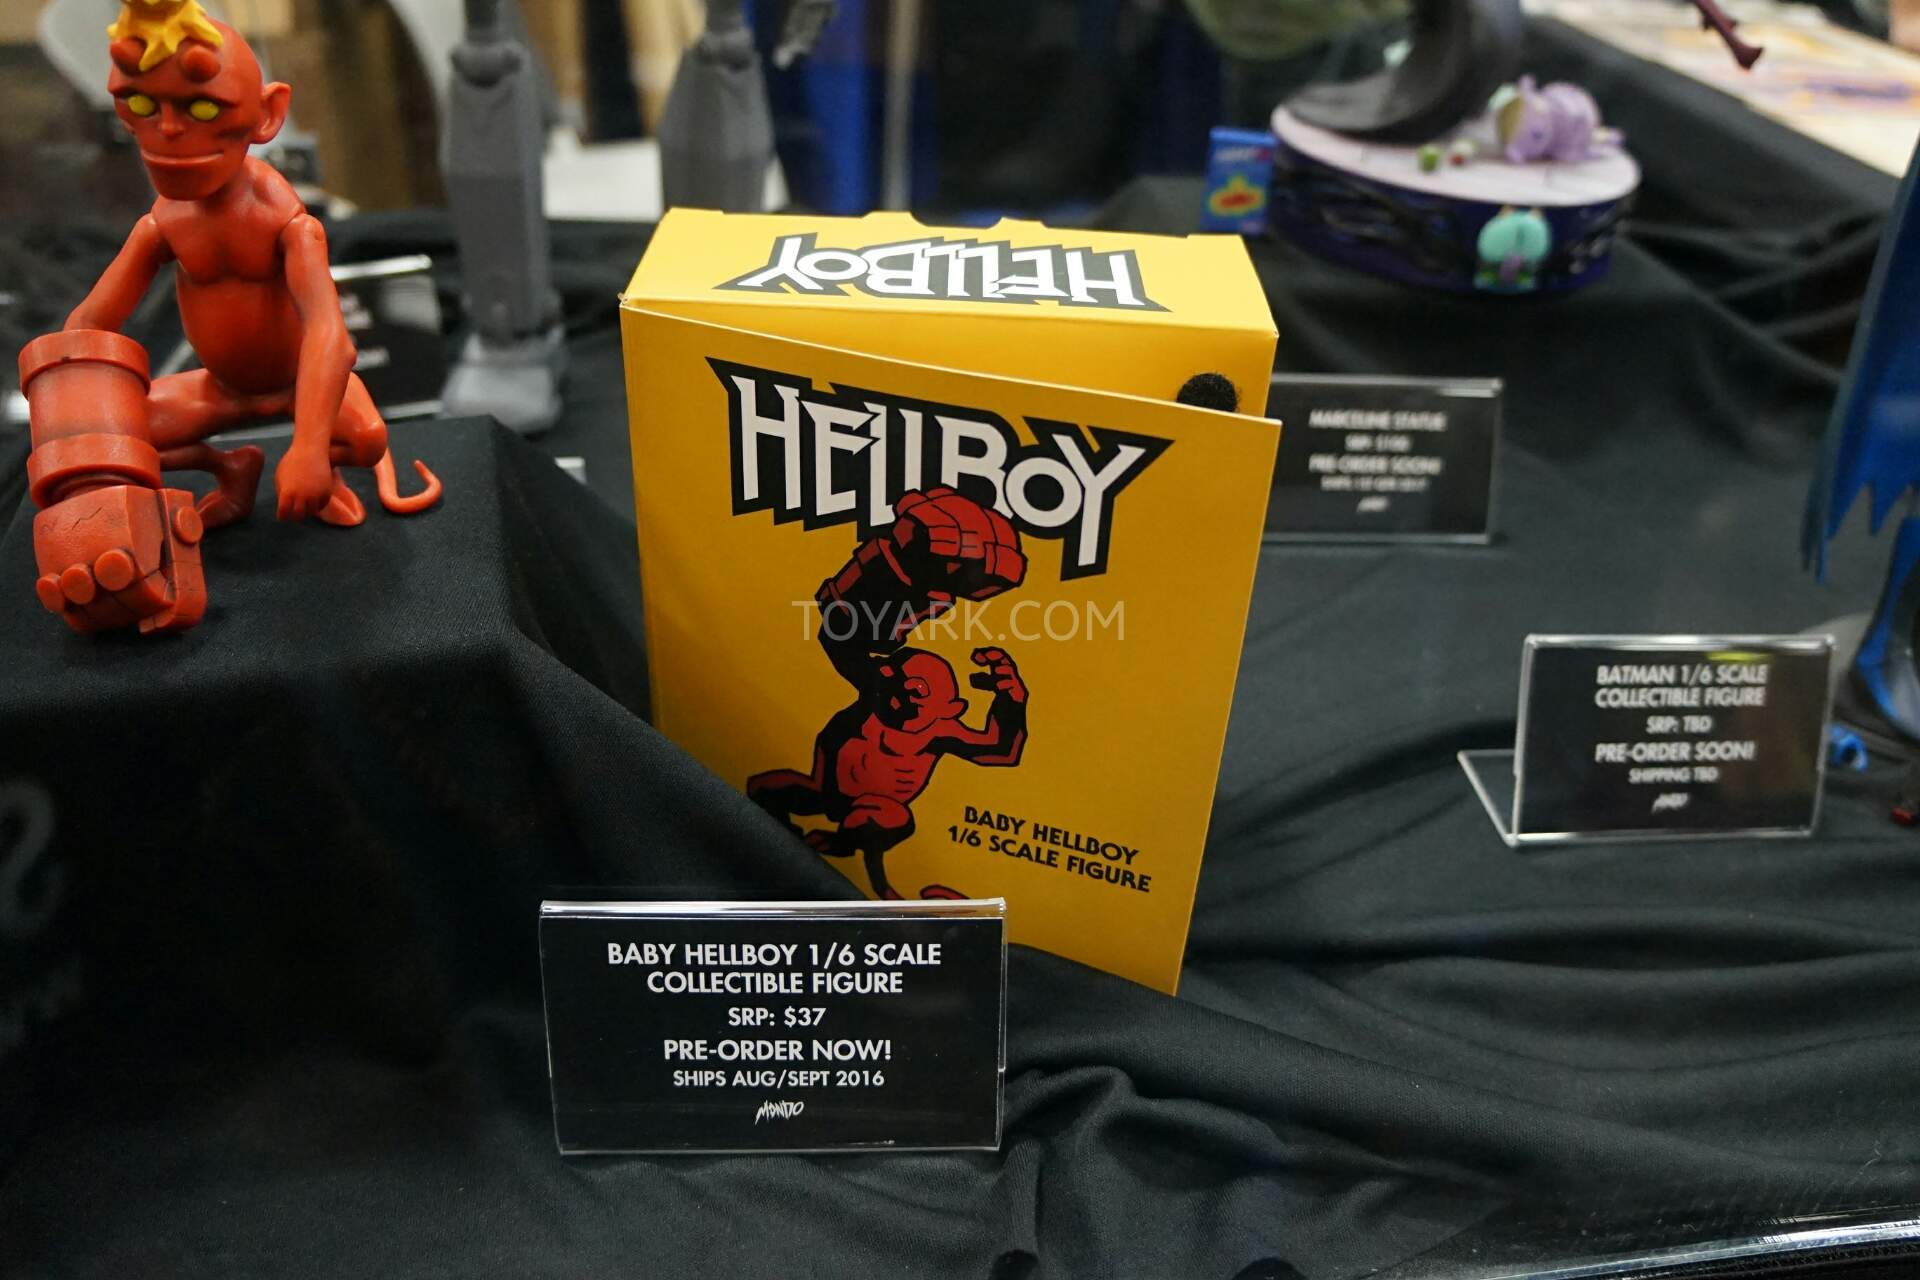 HELLBOY
HELLBOY
TOYARK.COM
BABY HELLBOY
1/6 SCALE FIGURE
MARCELINE STATUE
PRE-ORDER SOON!
BATMAN 1/6 SCALE
COLLECTIBLE FIGURE
SRP: TBD
PRE-ORDER SOON!
SHIPPING TBD
MONDO
BABY HELLBOY 1/6 SCALE
COLLECTIBLE FIGURE
SRP: $37
PRE-ORDER NOW!
SHIPS AUG/SEPT 2016
MONDO